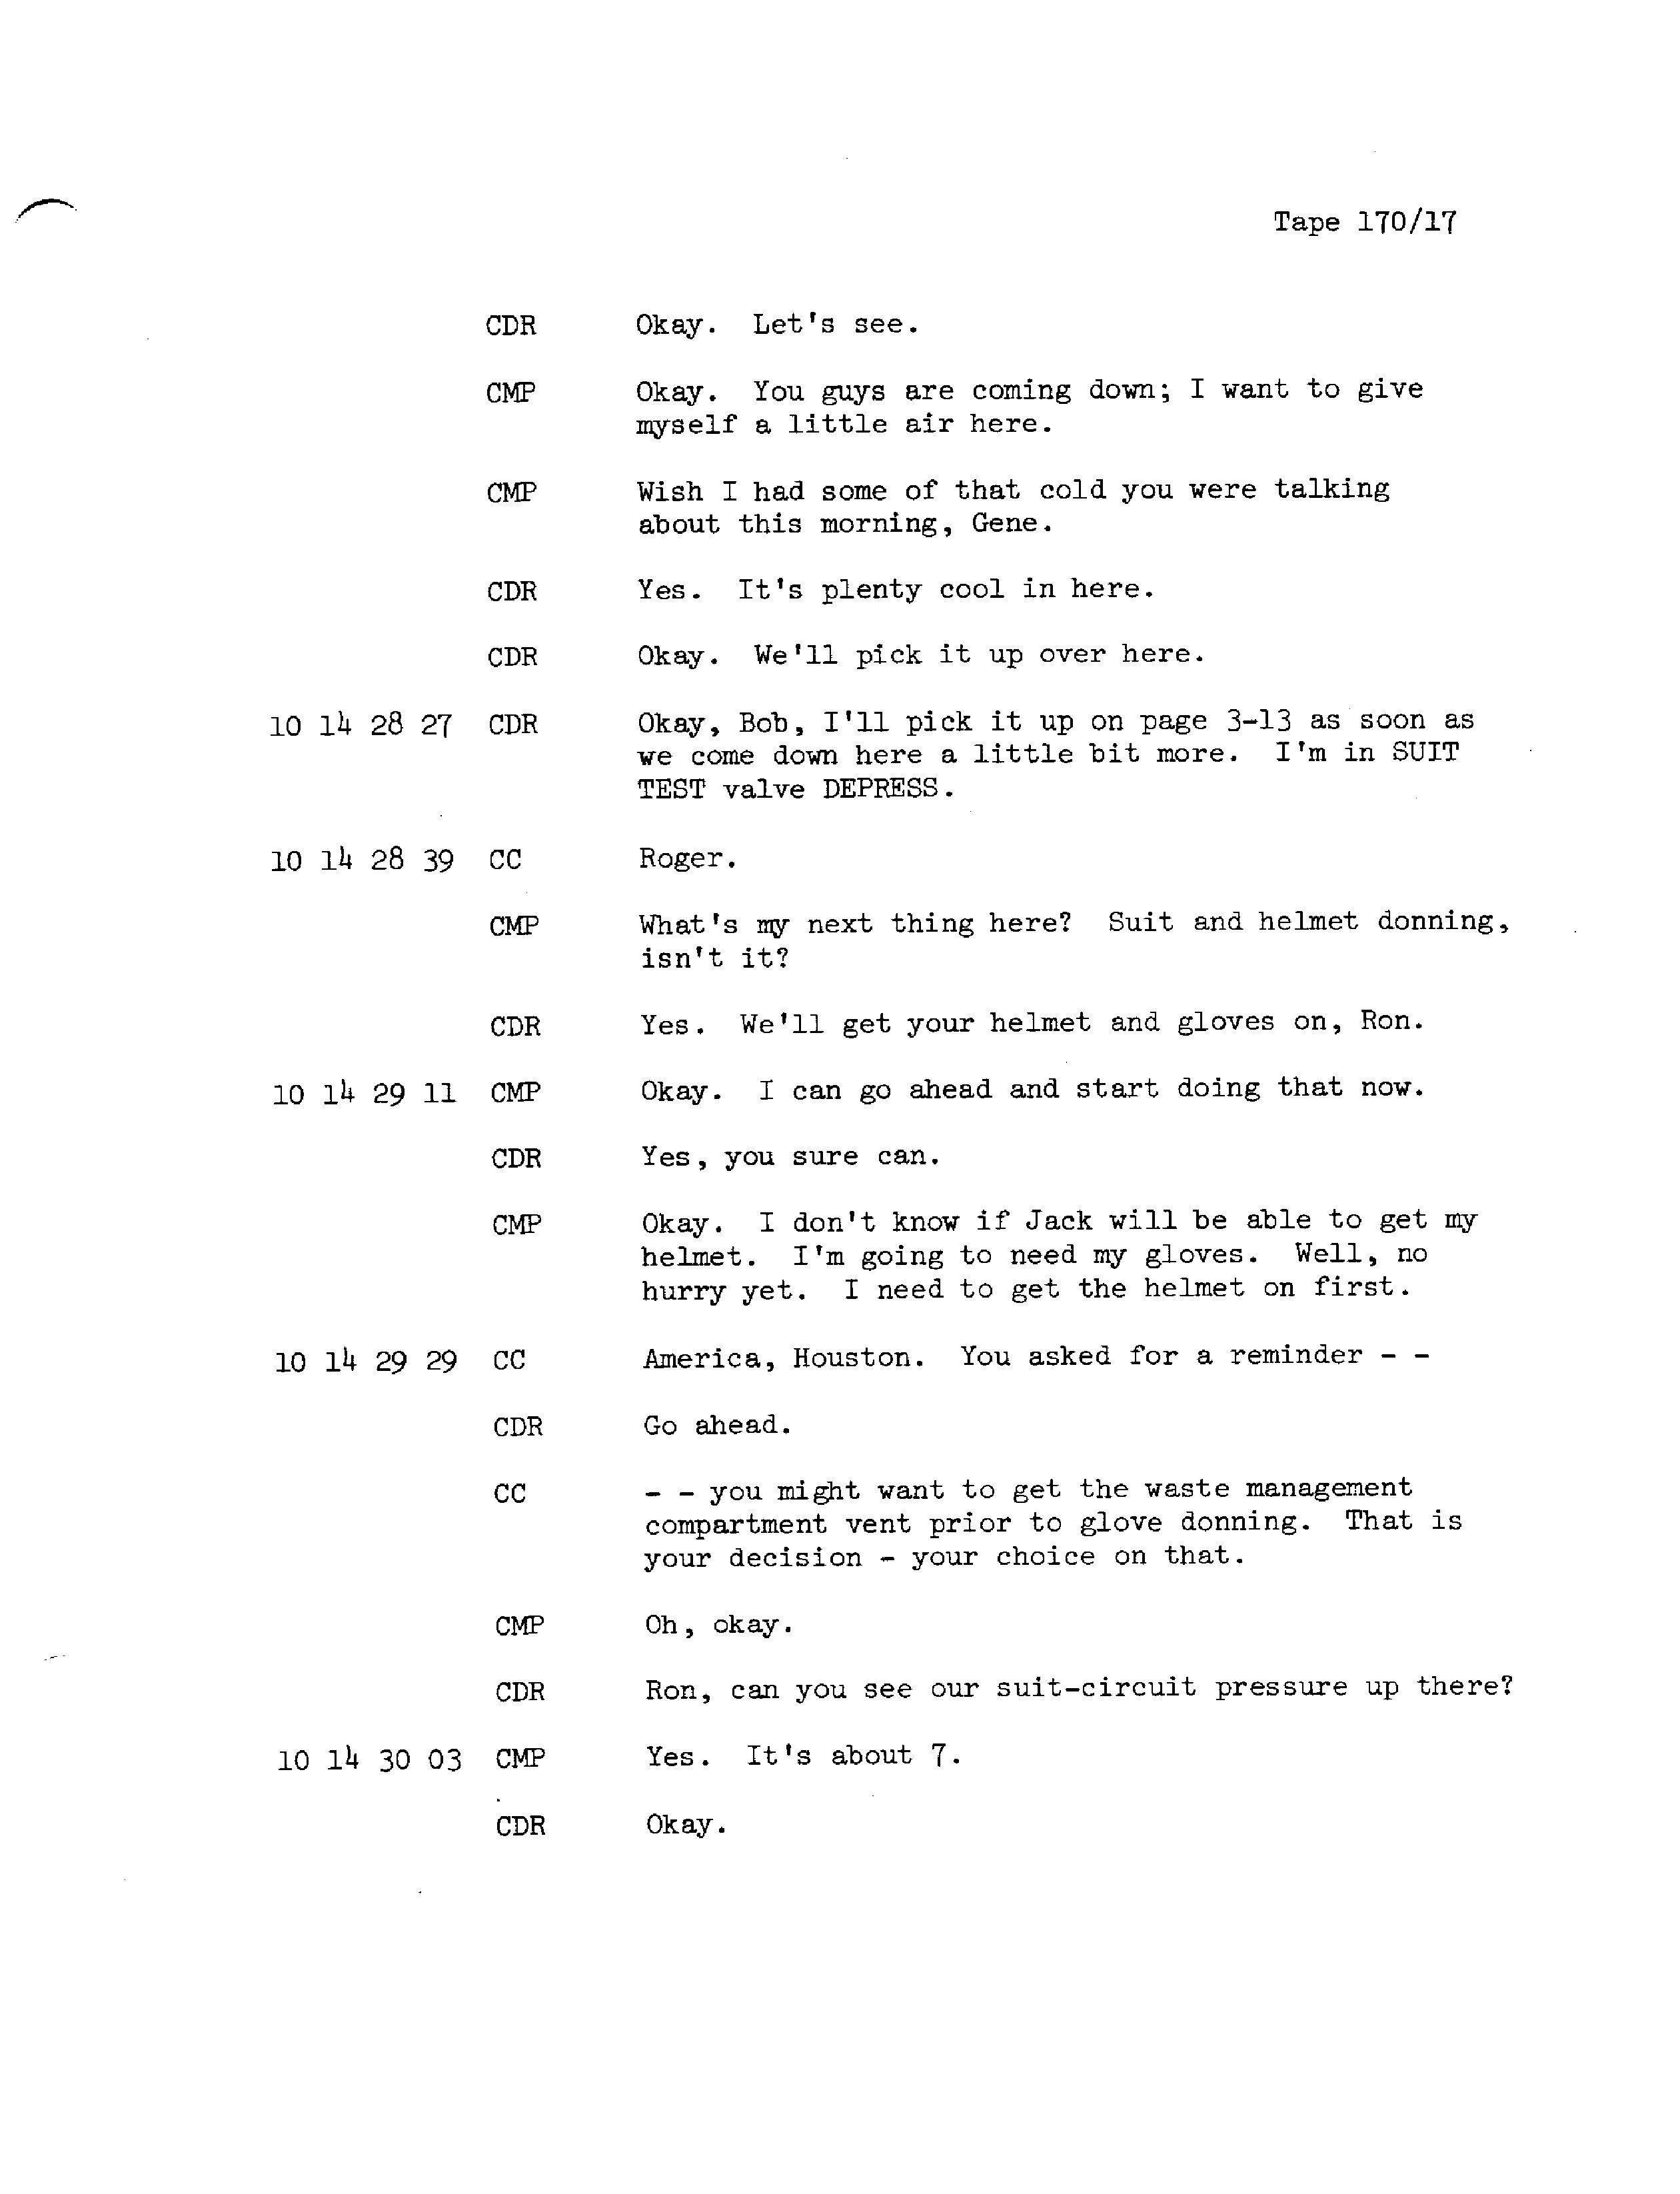 Tape 170/17
CDR Okay. Let's see.
CMP Okay. You guys are coming down; I want to give
myself a little air here.
CMP Wish I had some of that cold you were talking
about this morning, Gene.
CDR Yes. It's plenty cool in here.
CDR Okay. We'll pick it up over here.
10 14 28 27 CDR Okay, Bob, I'll pick it up on page 3-13 as soon as
we come down here a little bit more. I'm in SUIT
TEST valve DEPRESS.
10 14 28 39 CC Roger.
CMP What's my next thing here? Suit and helmet donning,
isn't it?
CDR Yes. We'll get your helmet and gloves on, Ron.
10 14 29 11 CMP Okay. I can go ahead and start doing that now.
CDR Yes, you sure can.
CMP Okay. I don't know if Jack will be able to get my
helmet. I'm going to need my gloves. Well, no
hurry yet. I need to get the helmet on first.
10 14 29 29 CC America, Houston. You asked for a reminder - -
CDR Go ahead.
CC - - you might want to get the waste management
compartment vent prior to glove donning. That is
your decision - your choice on that.
CMP Oh, okay.
CDR Ron, can you see our suit-circuit pressure up there?
10 14 30 03 CMP Yes. It's about 7.
CDR Okay.